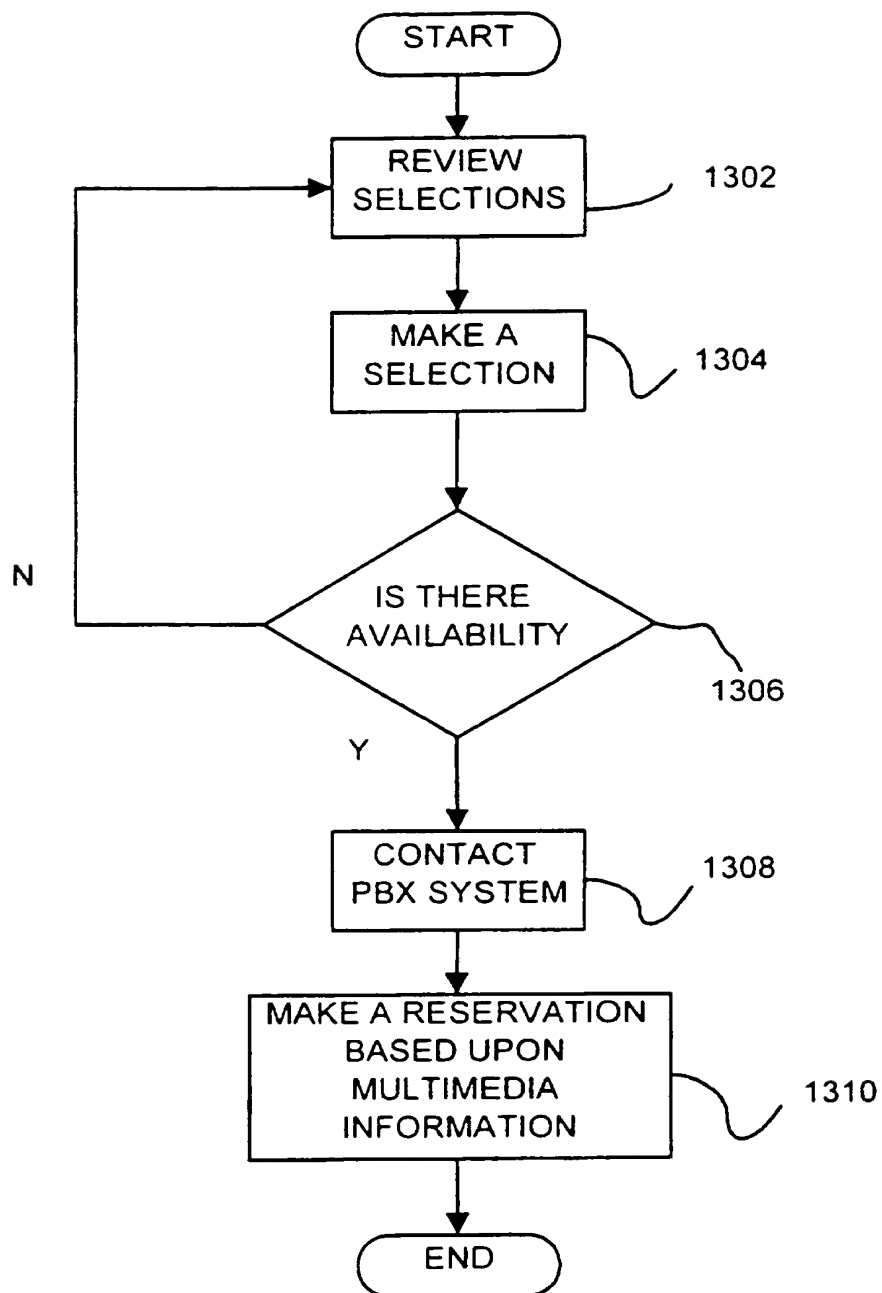 START
REVIEW
SELECTIONS
1302
MAKE A
SELECTION
1304
N
IS THERE
AVAILABILITY
1306
Y
CONTACT
PBX SYSTEM
1308
MAKE A RESERVATION
BASED UPON
MULTIMEDIA
INFORMATION
1310
END